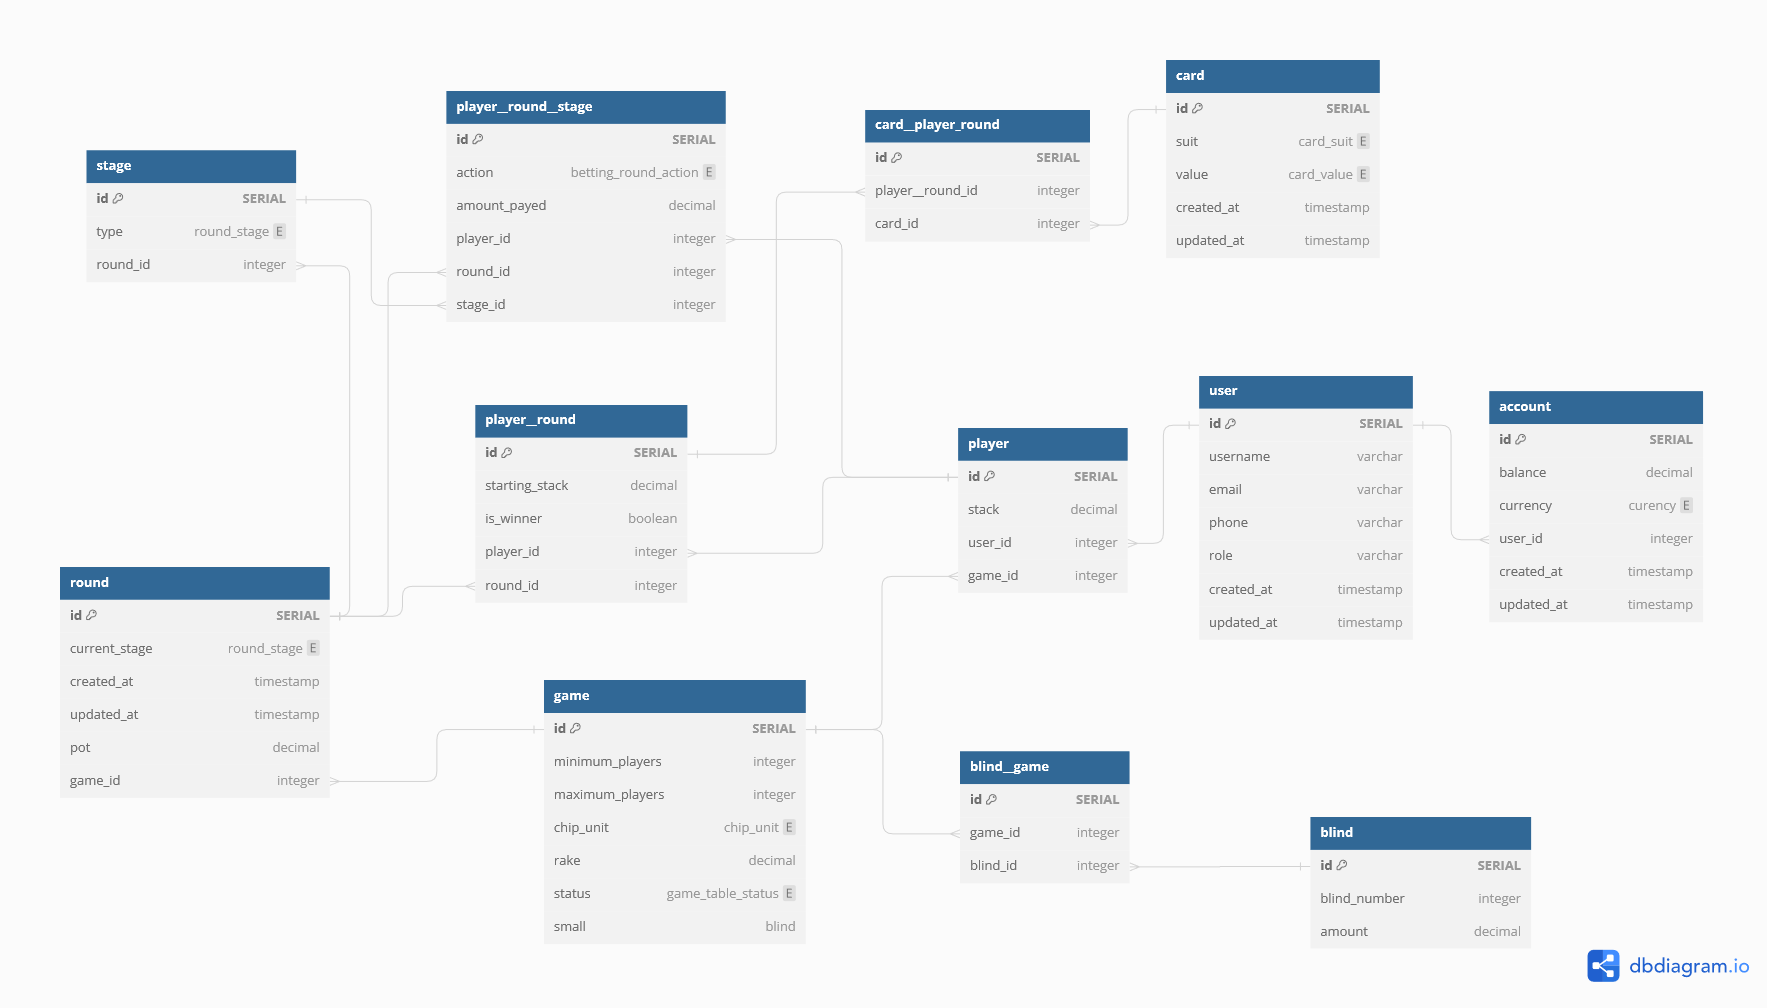 stage
id SERIAL
type round_stage E
round_id integer
player__round__stage
id SERIAL
action betting_round_action E
amount_payed decimal
player_id integer
round_id integer
stage_id integer
card__player_round
id SERIAL
player__round_id integer
card_id integer
card
id SERIAL
suit card_suit E
value card_value E
created_at timestamp
updated_at timestamp
player__round
id SERIAL
starting_stack decimal
is_winner boolean
player_id integer
round_id integer
player
id SERIAL
stack decimal
user_id integer
game_id integer
user
id SERIAL
username varchar
email varchar
phone varchar
role varchar
created_at timestamp
updated_at timestamp
account
id SERIAL
balance decimal
currency curency E
user_id integer
created_at timestamp
updated_at timestamp
round
id SERIAL
current_stage round_stage E
created_at timestamp
updated_at timestamp
pot decimal
game_id integer
game
id SERIAL
minimum_players integer
maximum_players integer
chip_unit chip_unit E
rake decimal
status game_table_status E
small blind
blind__game
id SERIAL
game_id integer
blind_id integer
blind
id SERIAL
blind_number integer
amount decimal
dbdiagram.io